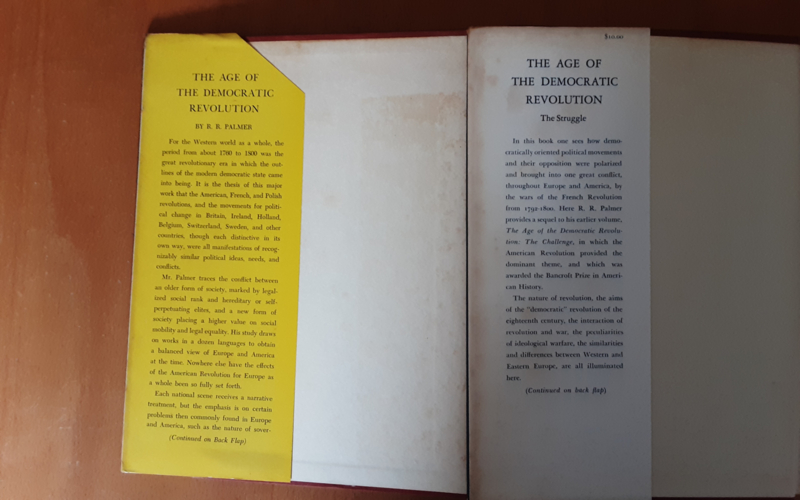 THE AGE OF
THE DEMOCRATIC
REVOLUTION
BY R. R. PALMER
For the Western world as a whole, the
period from about 1760 to 1800 was the
great revolutionary era in which the out-
lines of the modern democratic state came
into being. It is the thesis of this major
work that the American, French, and Polish
revolutions, and the movements for politi-
cal change in Britain, Ireland, Holland,
Belgium, Switzerland, Sweden, and other
countries, though each distinctive in its
own way, were all manifestations of recog-
nizably similar political ideas, needs, and
conflicts.
Mr. Palmer traces the conflict between
an older form of society, marked by legal-
ized social rank and hereditary or self-
perpetuating elites, and a new form of
society placing a higher value on social
mobility and legal equality. His study draws
on works in a dozen languages to obtain
a balanced view of Europe and America
at the time. Nowhere else have the effects
of the American Revolution for Europe as
a whole been so fully set forth.
Each national scene receives a narrative
treatment, but the emphasis is on certain
problems then commonly found in Europe
and America, such as the nature of sover-
(Continued on Back Flap)
$10.00
THE AGE OF
THE DEMOCRATIC
REVOLUTION
The Struggle
In this book one sees how demo-
cratically oriented political movements
and their opposition were polarized
and brought into one great conflict,
throughout Europe and America, by
the wars of the French Revolution
from 1792-1800. Here R. R. Palmer
provides a sequel to his earlier volume,
The Age of the Democratic Revolu-
tion: The Challenge, in which the
American Revolution provided the
dominant theme, and which was
awarded the Bancroft Prize in Ameri-
can History.
The nature of revolution, the aims
of the "democratic" revolution of the
eighteenth century, the interaction of
revolution and war, the peculiarities
of ideological warfare, the similarities
and differences between Western and
Eastern Europe, are all illuminated
here.
(Continued on back flap)